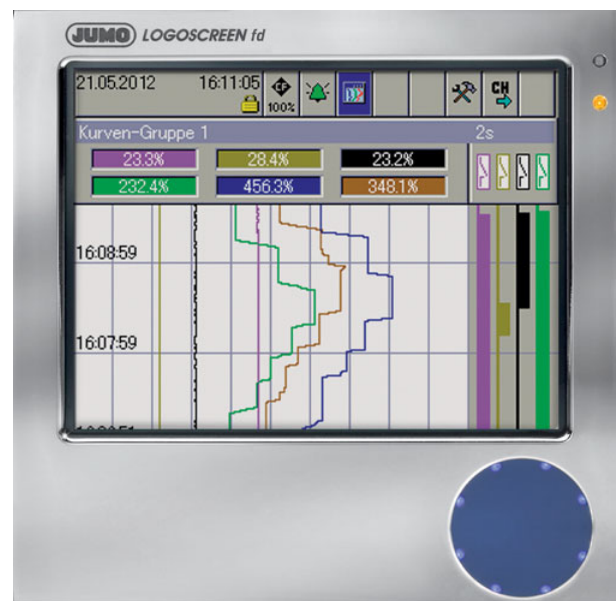 JUMO LOGOSCREEN fd
21.05.2012 16:11:05
CF
100%
CH
Kurven-Gruppe 1 2s
23.3% 28.4% 23.2%
232.4% 456.3% 348.1%
16:08:59
16:07:59